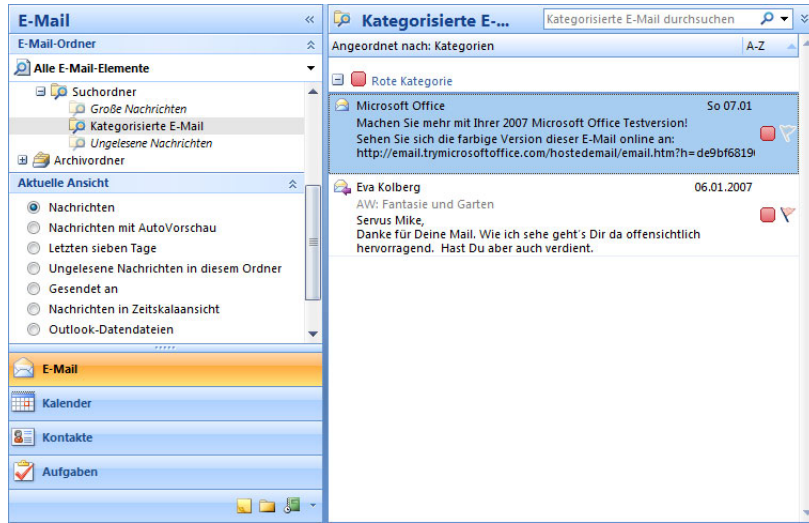 E-Mail
E-Mail-Ordner
Alle E-Mail-Elemente
Suchordner
Große Nachrichten
Kategorisierte E-Mail
Ungelesene Nachrichten
Archivordner
Aktuelle Ansicht
Nachrichten
Nachrichten mit AutoVorschau
Letzten sieben Tage
Ungelesene Nachrichten in diesem Ordner
Gesendet an
Nachrichten in Zeitskalaansicht
Outlook-Datendateien
E-Mail
Kalender
Kontakte
Aufgaben
Kategorisierte E-...
Kategorisierte E-Mail durchsuchen
Angeordnet nach: Kategorien A-Z
Rote Kategorie
Microsoft Office So 07.01
Machen Sie mehr mit Ihrer 2007 Microsoft Office Testversion!
Sehen Sie sich die farbige Version dieser E-Mail online an:
http://email.trymicrosoftoffice.com/hostedemail/email.htm?h=de9bf6819
Eva Kolberg 06.01.2007
AW: Fantasie und Garten
Servus Mike,
Danke für Deine Mail. Wie ich sehe geht's Dir da offensichtlich
hervorragend. Hast Du aber auch verdient.